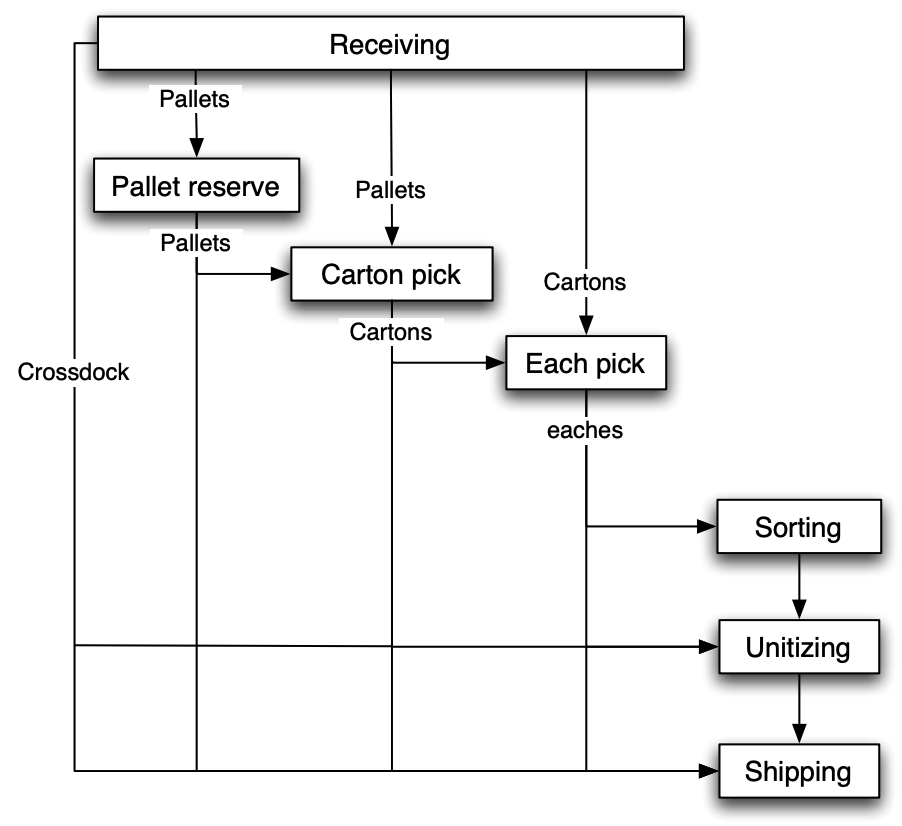 Receiving
Pallets
Pallet reserve
Pallets
Pallets
Carton pick
Cartons
Cartons
Each pick
Crossdock
eaches
Sorting
Unitizing
Shipping